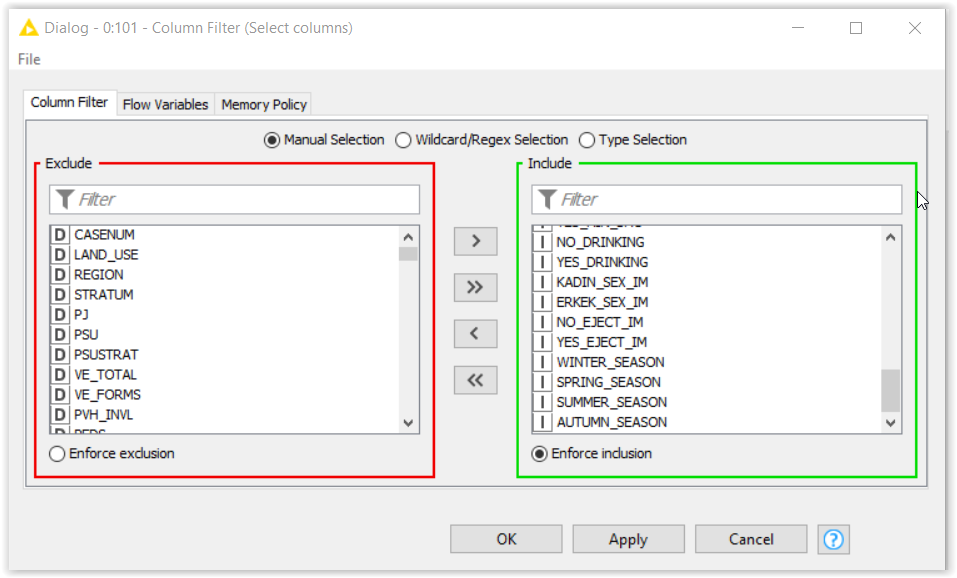 Dialog - 0:101 - Column Filter (Select columns)
File
Column Filter Flow Variables Memory Policy
Manual Selection Wildcard/Regex Selection Type Selection
Exclude
Filter
D CASENUM
D LAND_USE
D REGION
D STRATUM
D PJ
D PSU
D PSUSTRAT
D VE_TOTAL
D VE_FORMS
D PVH_INVL
D PEDS
Enforce exclusion
>
>>
<
<<
Include
Filter
I NO_DRINKING
I YES_DRINKING
I KADIN_SEX_IM
I ERKEK_SEX_IM
I NO_EJECT_IM
I YES_EJECT_IM
I WINTER_SEASON
I SPRING_SEASON
I SUMMER_SEASON
I AUTUMN_SEASON
Enforce inclusion
OK Apply Cancel ?